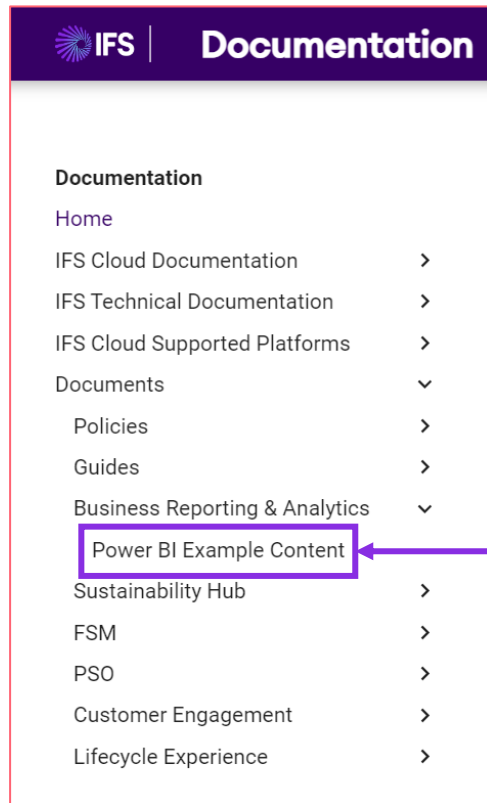 IFS Documentation
Documentation
Home
IFS Cloud Documentation
IFS Technical Documentation
IFS Cloud Supported Platforms
Documents
Policies
Guides
Business Reporting & Analytics
Power BI Example Content
Sustainability Hub
FSM
PSO
Customer Engagement
Lifecycle Experience